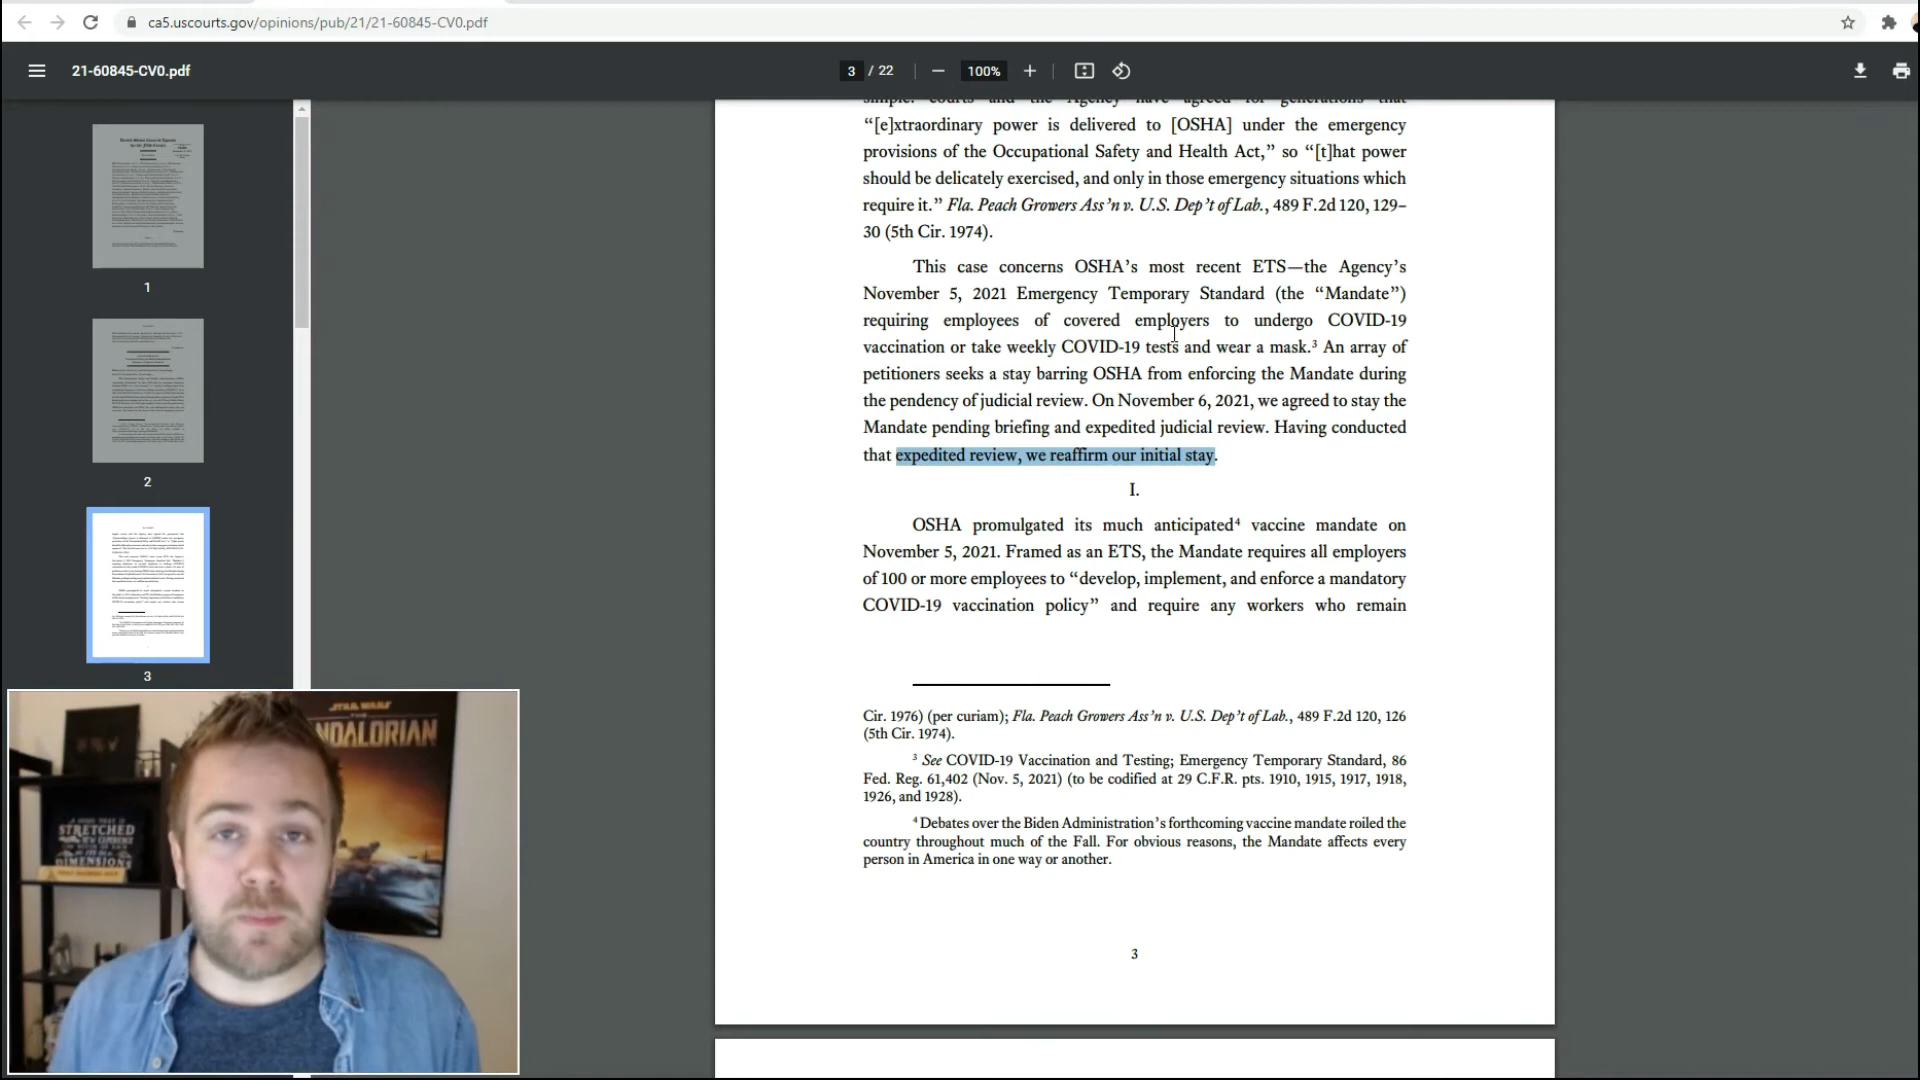 ca5.uscourts.gov/opinions/pub/21/21-60845-CV0.pdf
21-60845-CV0.pdf
3 / 22
100%
simple: courts and the Agency have agreed for generations that
“[e]xtraordinary power is delivered to [OSHA] under the emergency
provisions of the Occupational Safety and Health Act,” so “[t]hat power
should be delicately exercised, and only in those emergency situations which
require it.” Fla. Peach Growers Ass’n v. U.S. Dep’t of Lab., 489 F.2d 120, 129–
30 (5th Cir. 1974).
This case concerns OSHA’s most recent ETS—the Agency’s
November 5, 2021 Emergency Temporary Standard (the “Mandate”)
requiring employees of covered employers to undergo COVID-19
vaccination or take weekly COVID-19 tests and wear a mask.³ An array of
petitioners seeks a stay barring OSHA from enforcing the Mandate during
the pendency of judicial review. On November 6, 2021, we agreed to stay the
Mandate pending briefing and expedited judicial review. Having conducted
that expedited review, we reaffirm our initial stay.
I.
OSHA promulgated its much anticipated⁴ vaccine mandate on
November 5, 2021. Framed as an ETS, the Mandate requires all employers
of 100 or more employees to “develop, implement, and enforce a mandatory
COVID-19 vaccination policy” and require any workers who remain
Cir. 1976) (per curiam); Fla. Peach Growers Ass’n v. U.S. Dep’t of Lab., 489 F.2d 120, 126
(5th Cir. 1974).
³ See COVID-19 Vaccination and Testing; Emergency Temporary Standard, 86
Fed. Reg. 61,402 (Nov. 5, 2021) (to be codified at 29 C.F.R. pts. 1910, 1915, 1917, 1918,
1926, and 1928).
⁴ Debates over the Biden Administration’s forthcoming vaccine mandate roiled the
country throughout much of the Fall. For obvious reasons, the Mandate affects every
person in America in one way or another.
3
1
2
3
STAR WARS
THE
NDALORIAN
A MIND THAT IS
STRETCHED
DIMENSIONS